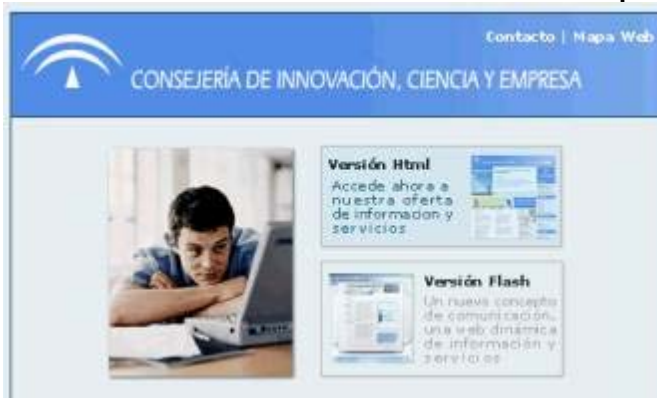 Contacto | Mapa Web
CONSEJERÍA DE INNOVACIÓN, CIENCIA Y EMPRESA
Versión Html
Accede ahora a
nuestra oferta
de informacion y
servicios
Versión Flash
Un nuevo concepto
de comunicación,
una web dinámica
de información y
servicios